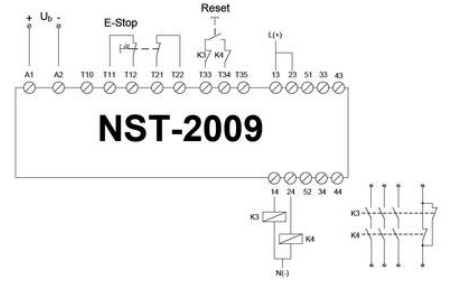 Reset
+ Ub -
E-Stop
L(+)
K3 K4
A1 A2 T10 T11 T12 T21 T22 T33 T34 T35 13 23 51 33 43
NST-2009
14 24 52 34 44
K3
K4
N(-)
K3
K4